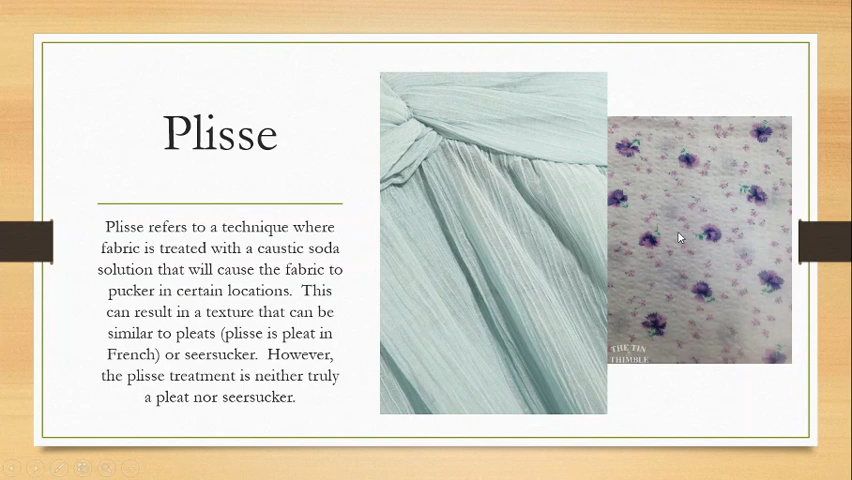 Plisse
Plisse refers to a technique where
fabric is treated with a caustic soda
solution that will cause the fabric to
pucker in certain locations.  This
can result in a texture that can be
similar to pleats (plisse is pleat in
French) or seersucker.  However,
the plisse treatment is neither truly
a pleat nor seersucker.
THE TIN
THIMBLE